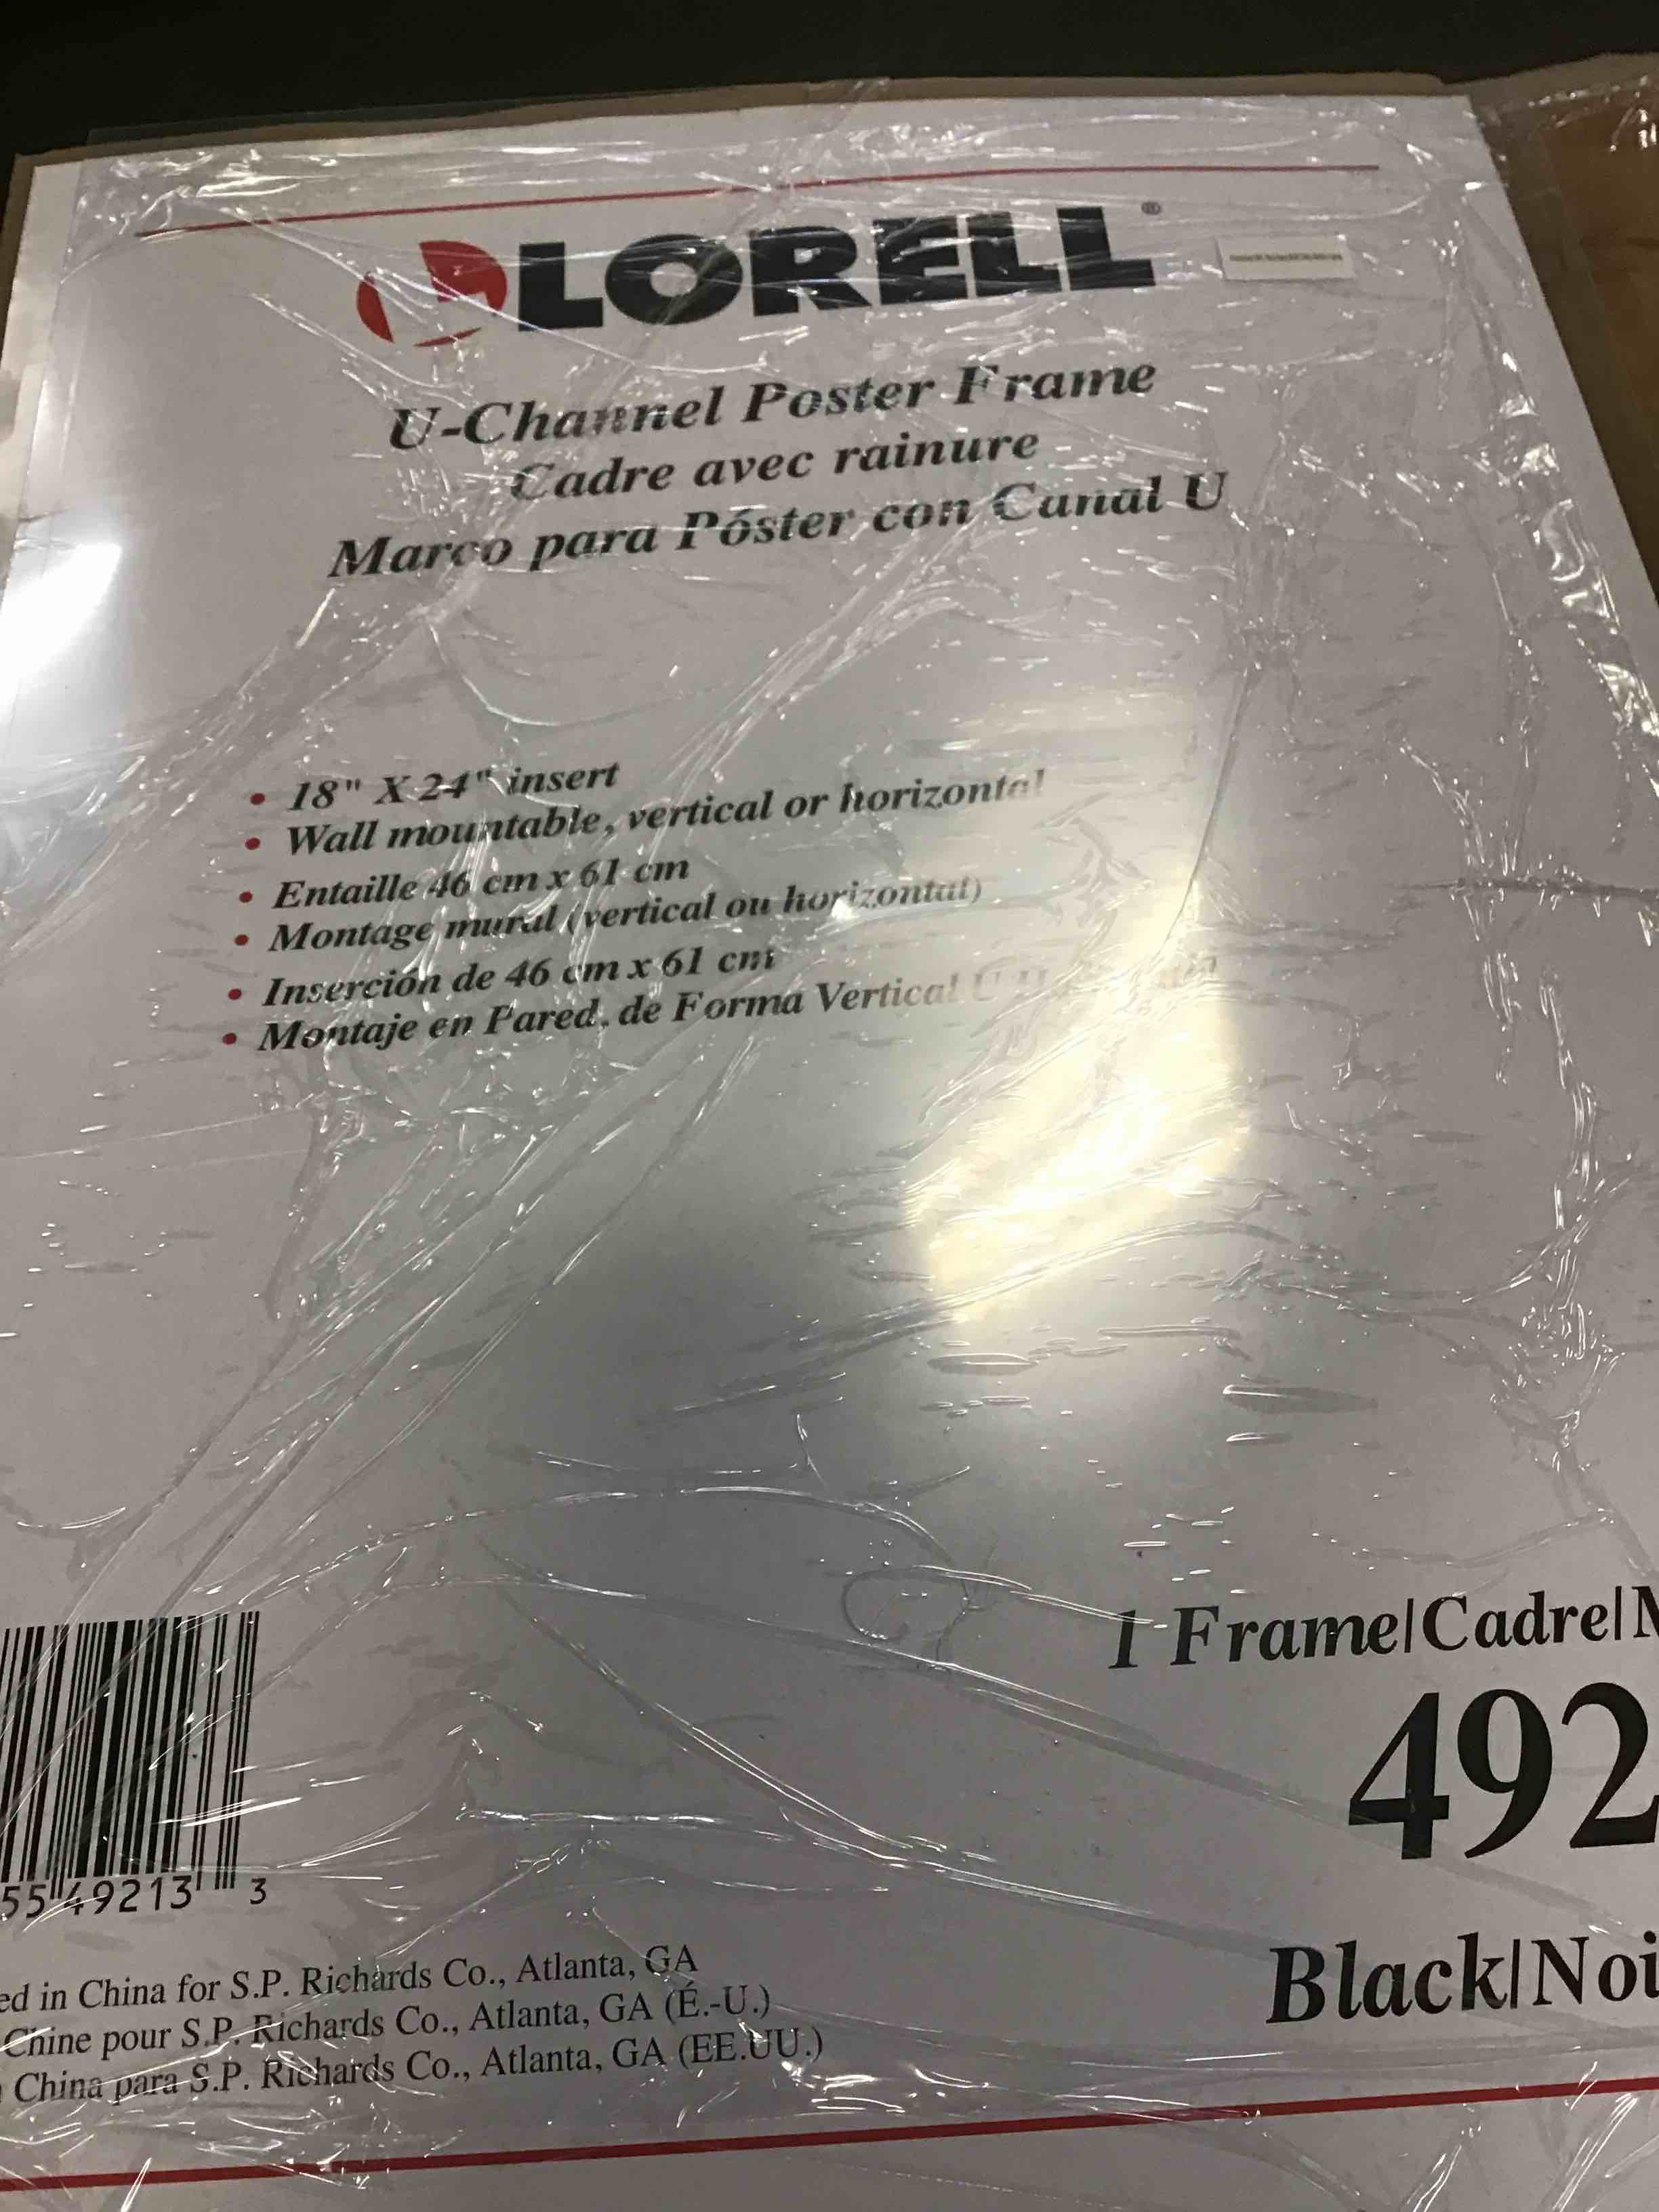 LORELL®
U-Channel Poster Frame
Cadre avec rainure
Marco para Póster con Canal U
• 18" X 24" insert
• Wall mountable, vertical or horizontal
• Entaille 46 cm x 61 cm
• Montage mural (vertical ou horizontal)
• Inserción de 46 cm x 61 cm
• Montaje en Pared, de Forma Vertical U
1 Frame|Cadre|M
492
Black|Noi
55 49213 3
ed in China for S.P. Richards Co., Atlanta, GA
Chine pour S.P. Richards Co., Atlanta, GA (É.-U.)
China para S.P. Richards Co., Atlanta, GA (EE.UU.)